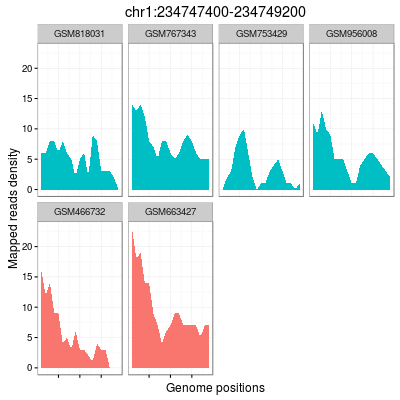 chr1:234747400-234749200
GSM818031 GSM767343 GSM753429 GSM956008
20
15
10
5
0
Mapped reads density
GSM466732 GSM663427
20
15
10
5
0
Genome positions